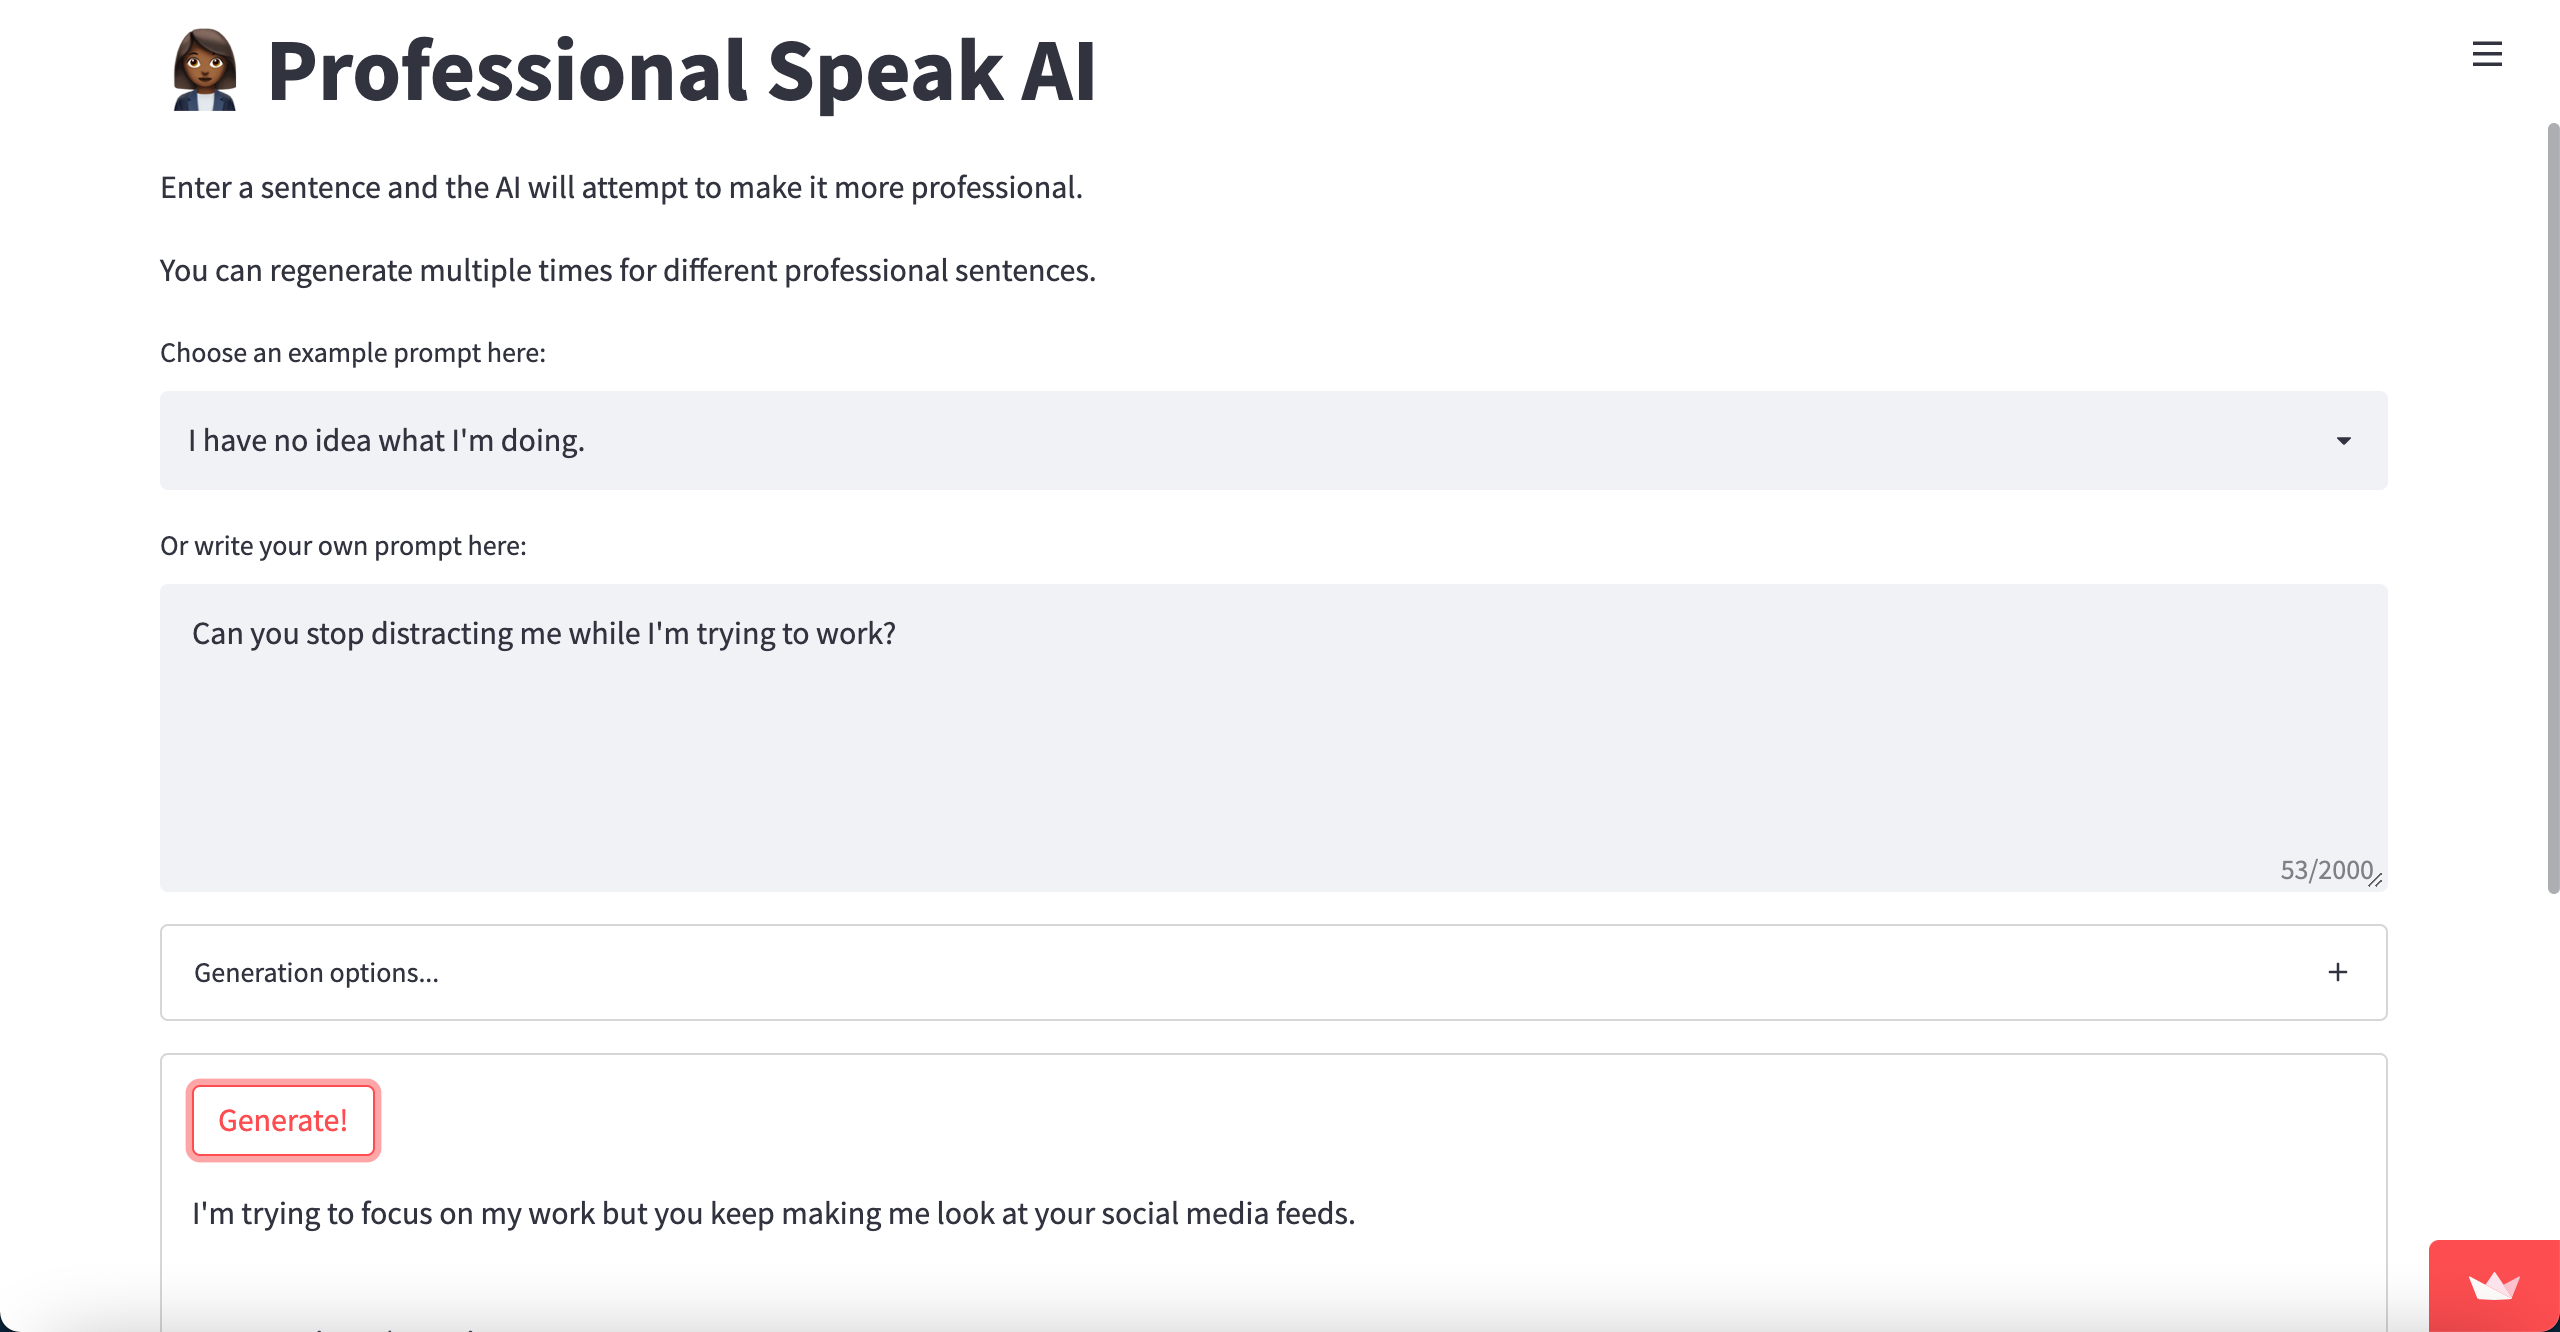 Professional Speak AI
Enter a sentence and the AI will attempt to make it more professional.
You can regenerate multiple times for different professional sentences.
Choose an example prompt here:
I have no idea what I'm doing.
Or write your own prompt here:
Can you stop distracting me while I'm trying to work?
53/2000
Generation options...
Generate!
I'm trying to focus on my work but you keep making me look at your social media feeds.